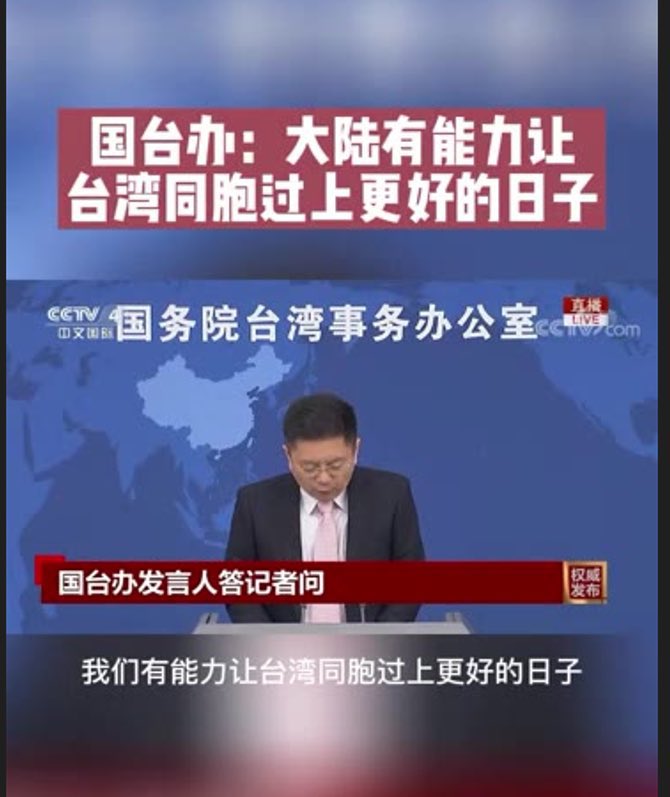 国台办：大陆有能力让
台湾同胞过上更好的日子
CCTV 4
中文国际
国务院台湾事务办公室
直播
LIVE
cctv.com
国台办发言人答记者问
权威
发布
我们有能力让台湾同胞过上更好的日子